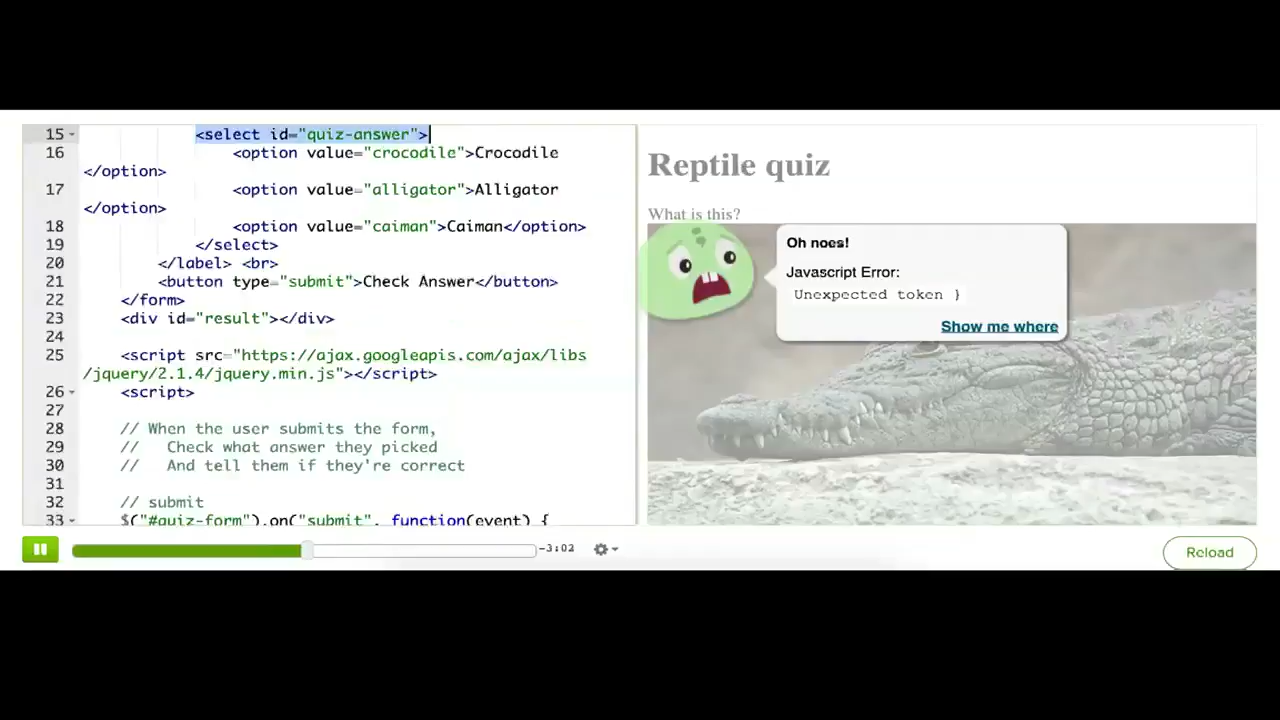 15 <select id="quiz-answer">
16 <option value="crocodile">Crocodile
</option>
17 <option value="alligator">Alligator
</option>
18 <option value="caiman">Caiman</option>
19 </select>
20 </label> <br>
21 <button type="submit">Check Answer</button>
22 </form>
23 <div id="result"></div>
24
25 <script src="https://ajax.googleapis.com/ajax/libs
/jquery/2.1.4/jquery.min.js"></script>
26 <script>
27
28 // When the user submits the form,
29 // Check what answer they picked
30 // And tell them if they're correct
31
32 // submit
33 $("#quiz-form").on("submit", function(event) {
Reptile quiz
What is this?
Oh noes!
Javascript Error:
Unexpected token }
Show me where
-3:02
Reload